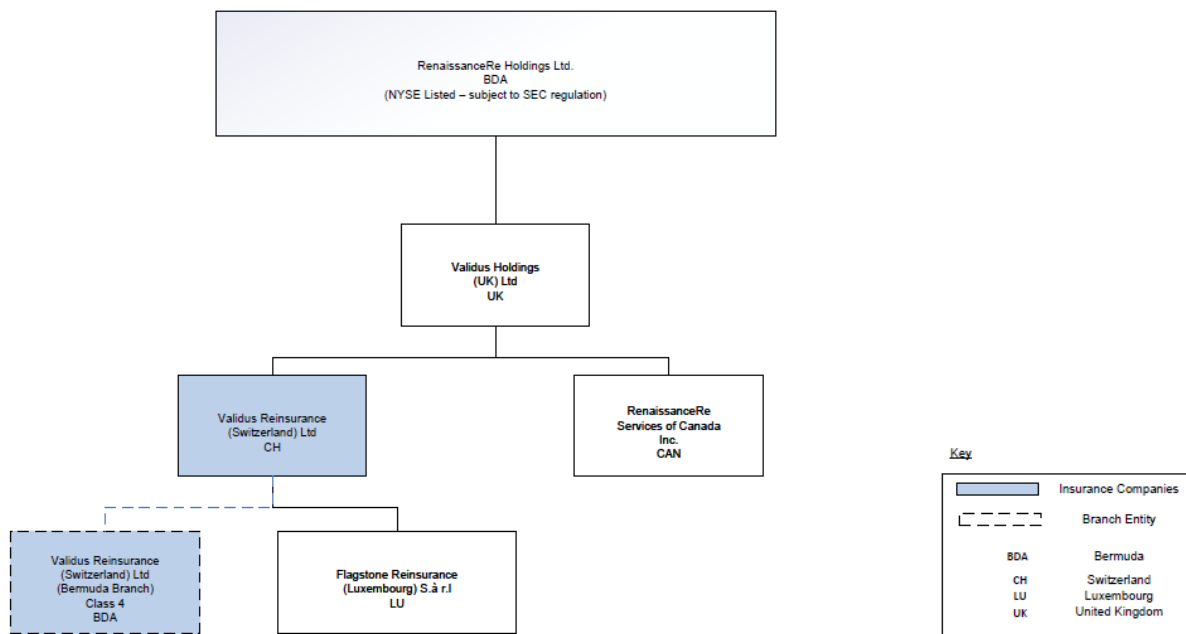 RenaissanceRe Holdings Ltd.
BDA
(NYSE Listed – subject to SEC regulation)
Validus Holdings
(UK) Ltd
UK
Validus Reinsurance
(Switzerland) Ltd
CH
RenaissanceRe
Services of Canada
Inc.
CAN
Validus Reinsurance
(Switzerland) Ltd
(Bermuda Branch)
Class 4
BDA
Flagstone Reinsurance
(Luxembourg) S.à r.l
LU
Key
Insurance Companies
Branch Entity
BDA Bermuda
CH Switzerland
LU Luxembourg
UK United Kingdom